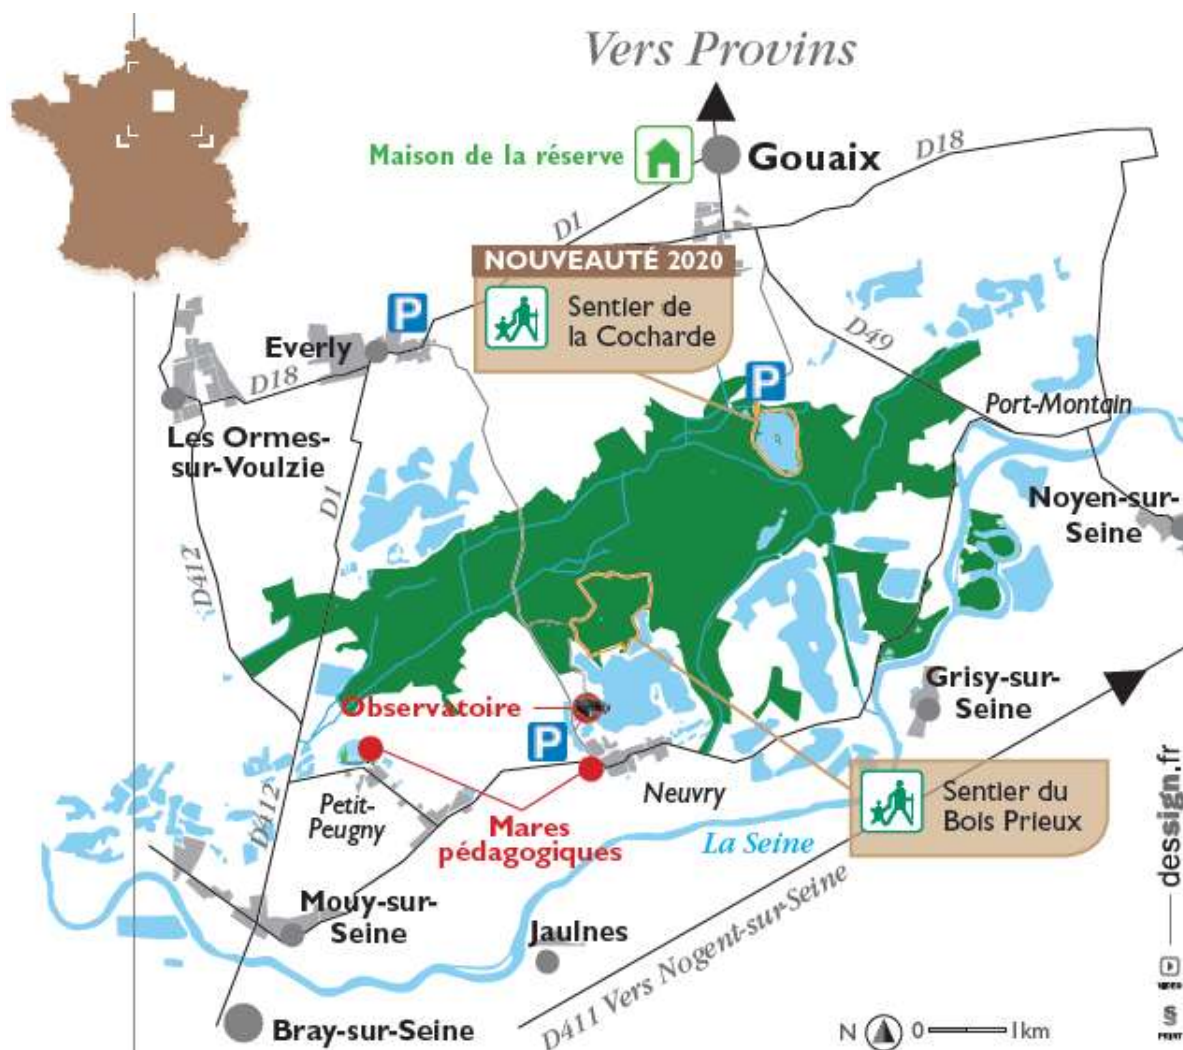 Vers Provins
Maison de la réserve
Gouaix
D18
D1
NOUVEAUTÉ 2020
Sentier de
la Cocharde
P
Everly
D18
D49
P
Port-Montain
Les Ormes-
sur-Voulzie
D1
Noyen-sur-
Seine
D412
Observatoire
Grisy-sur-
Seine
P
Petit-
Peugny
D412
Neuvry
Mares
pédagogiques
La Seine
Sentier du
Bois Prieux
Mouy-sur-
Seine
Jaulnes
D411 Vers Nogent-sur-Seine
Bray-sur-Seine
N
0
1km
design.fr
VIDEO
PRINT